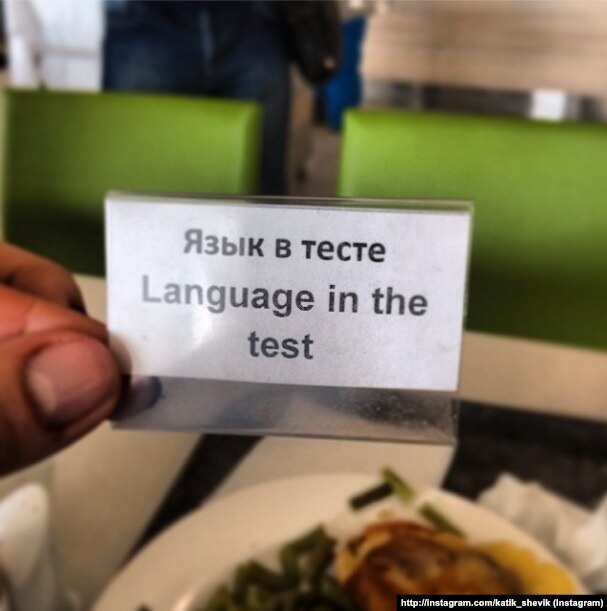 Язык в тесте
Language in the
test
http://instagram.com/katik_shevik (Instagram)